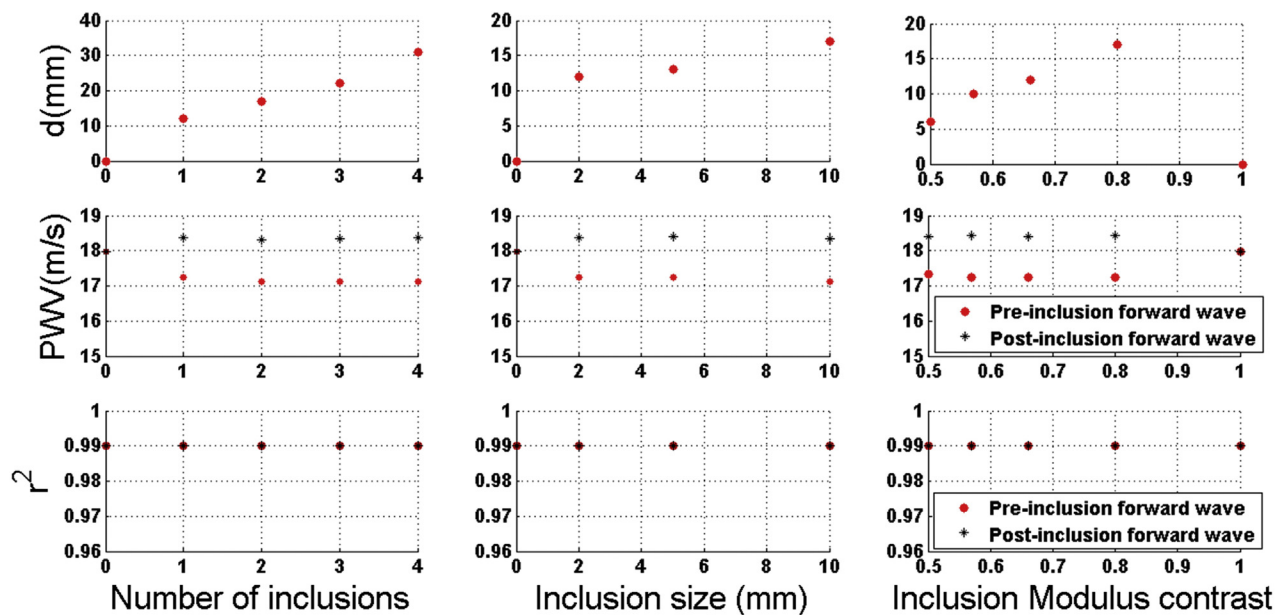 d(mm)
40
30
20
10
0
0 1 2 3 4
20
15
10
5
0
0 2 4 6 8 10
20
15
10
5
0
0.5 0.6 0.7 0.8 0.9 1
PWV(m/s)
19
18
17
16
15
0 1 2 3 4
19
18
17
16
15
0 2 4 6 8 10
19
18
17
16
15
0.5 0.6 0.7 0.8 0.9 1
Pre-inclusion forward wave
Post-inclusion forward wave
r²
1
0.99
0.98
0.97
0.96
0 1 2 3 4
1
0.99
0.98
0.97
0.96
0 2 4 6 8 10
1
0.99
0.98
0.97
0.96
0.5 0.6 0.7 0.8 0.9 1
Pre-inclusion forward wave
Post-inclusion forward wave
Number of inclusions
Inclusion size (mm)
Inclusion Modulus contrast